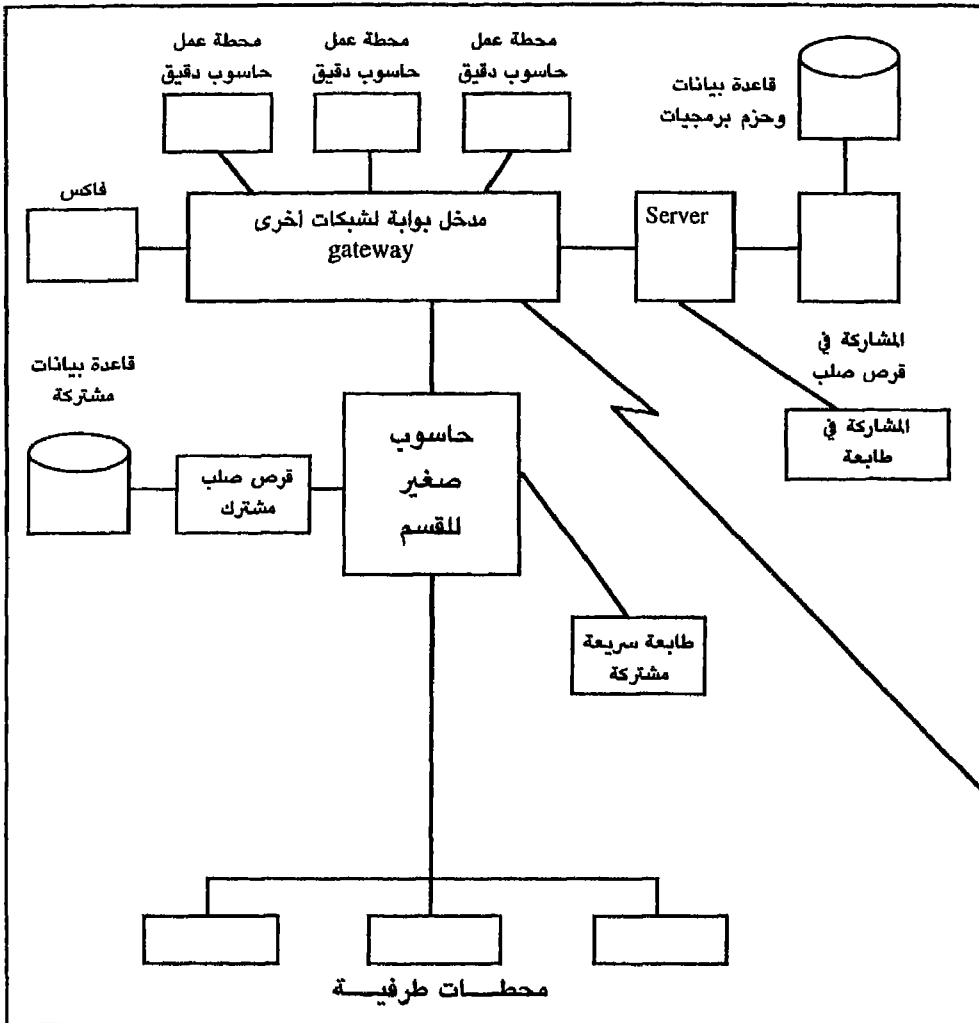 محطة عمل
حاسوب دقيق
محطة عمل
حاسوب دقيق
محطة عمل
حاسوب دقيق
قاعدة بيانات
وحزم برمجيات
فاكس
مدخل بوابة لشبكات اخرى
gateway
Server
المشاركة في
قرص صلب
المشاركة في
طابعة
قاعدة بيانات
مشتركة
قرص صلب
مشترك
حاسوب
صغير
للقسم
طابعة سريعة
مشتركة
محطات طرفية